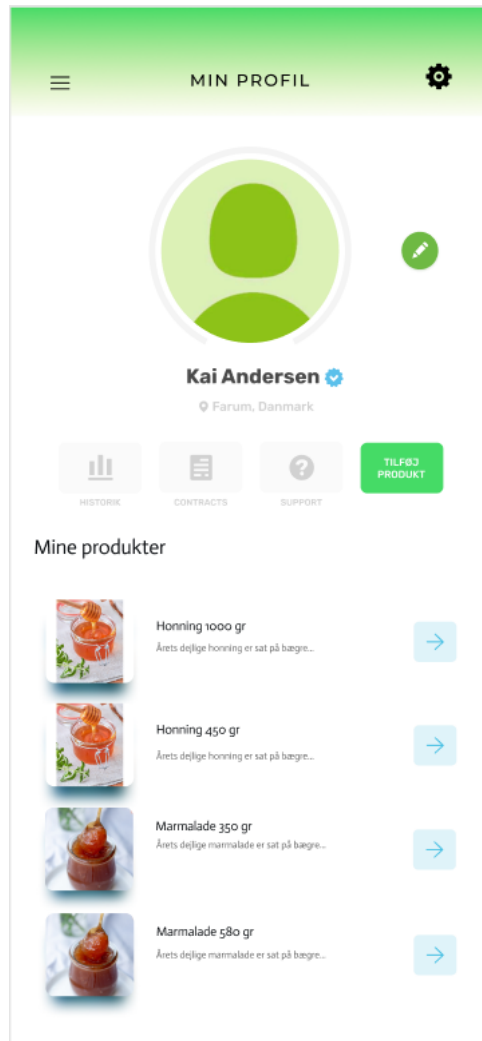 MIN PROFIL
Kai Andersen
Farum, Danmark
TILFØJ
PRODUKT
HISTORIK
CONTRACTS
SUPPORT
Mine produkter
Honning 1000 gr
Årets dejlige honning er sat på bægre...
Honning 450 gr
Årets dejlige honning er sat på bægre...
Marmalade 350 gr
Årets dejlige marmalade er sat på bægre...
Marmalade 580 gr
Årets dejlige marmalade er sat på bægre...